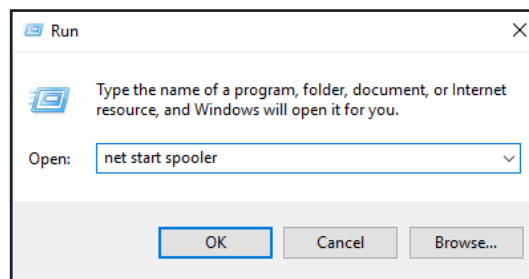 Run
Type the name of a program, folder, document, or Internet
resource, and Windows will open it for you.
Open: net start spooler
OK Cancel Browse...